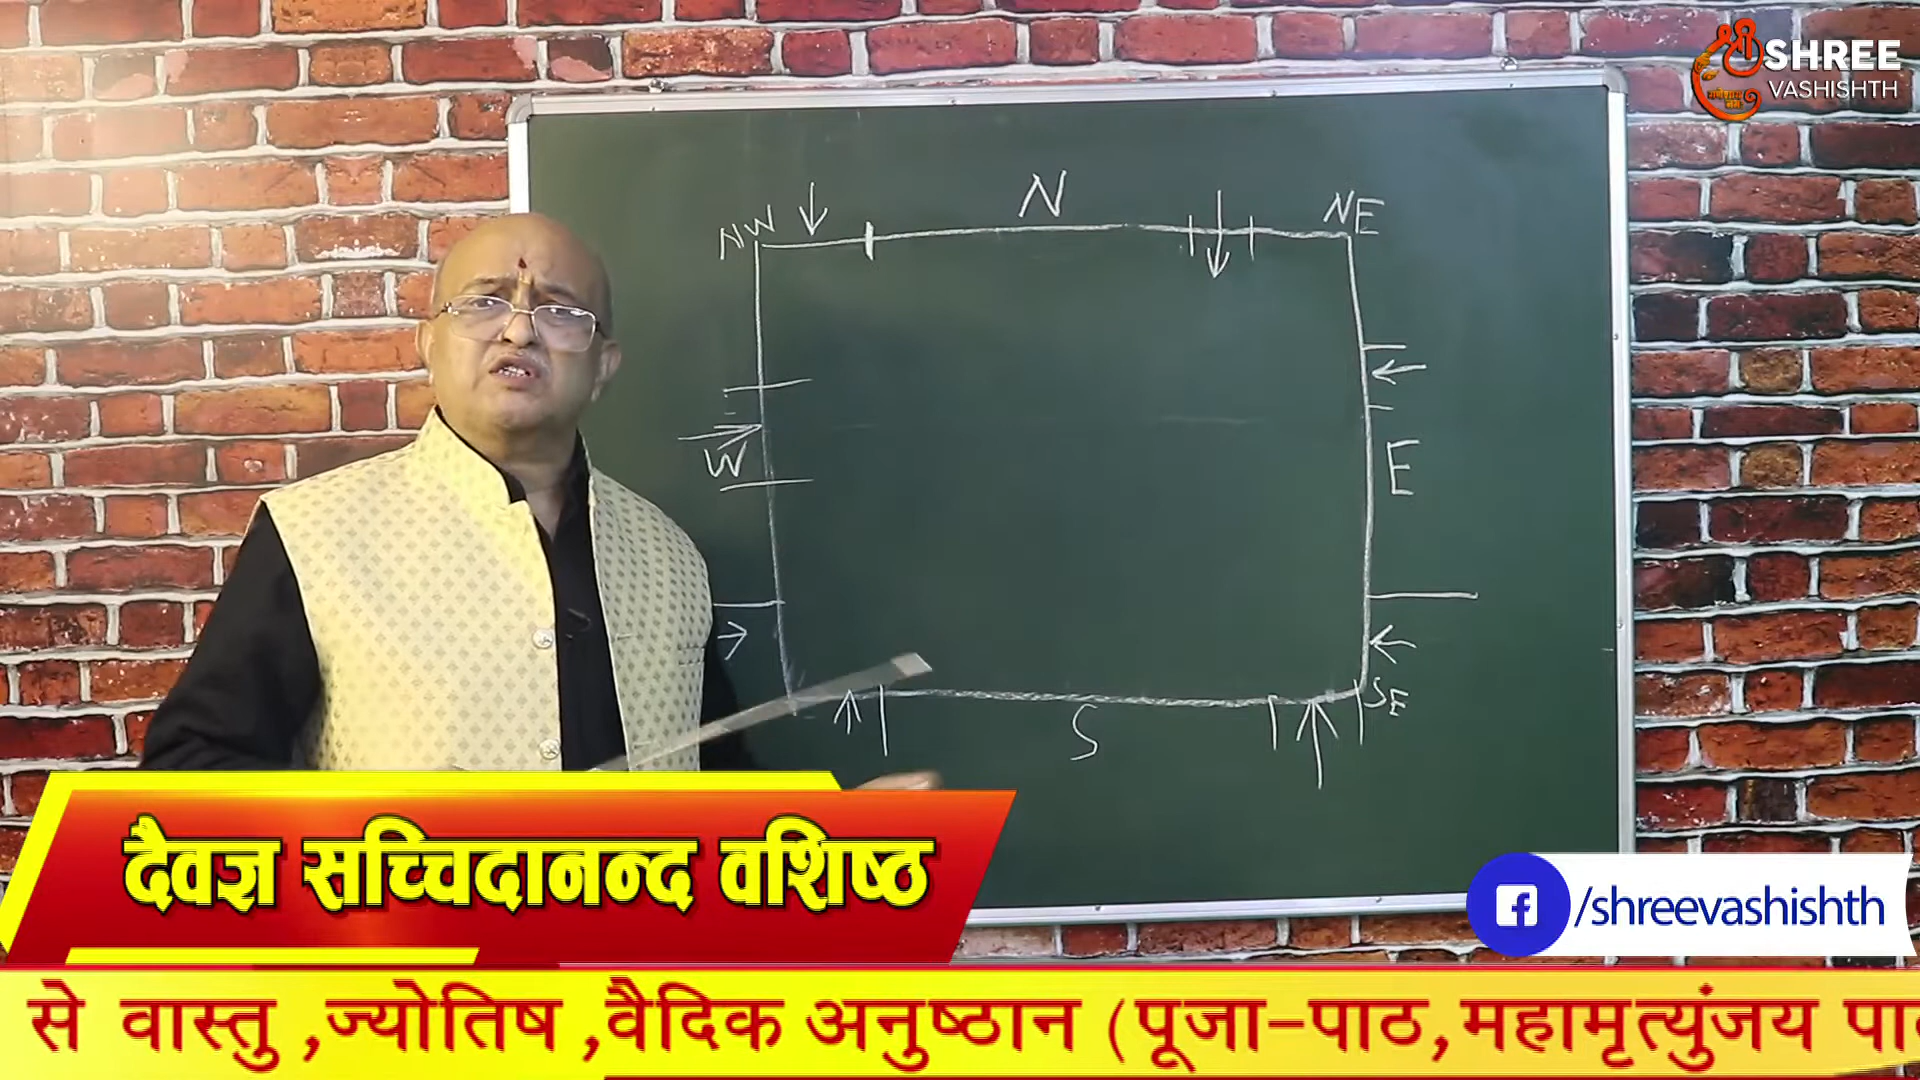 श्री SHREE
VASHISHTH
N
NW
NE
W
E
S
SE
दैवज्ञ सच्चिदानन्द वशिष्ठ
/shreevashishth
से वास्तु ,ज्योतिष ,वैदिक अनुष्ठान (पूजा-पाठ,महामृत्युंजय